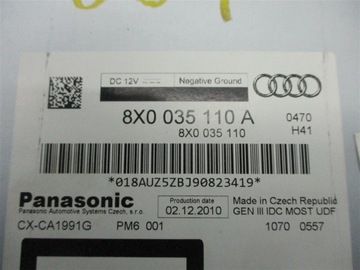 DC 12V
Negative Ground
8X0 035 110 A
8X0 035 110
0470
H41
*018AUZ5ZBJ90823419*
Panasonic
Panasonic Automotive Systems Czech, s.r.o.
Production date
02.12.2010
Made in Czech Republic
GEN III IDC MOST UDF
CX-CA1991G PM6 001 1070 0557